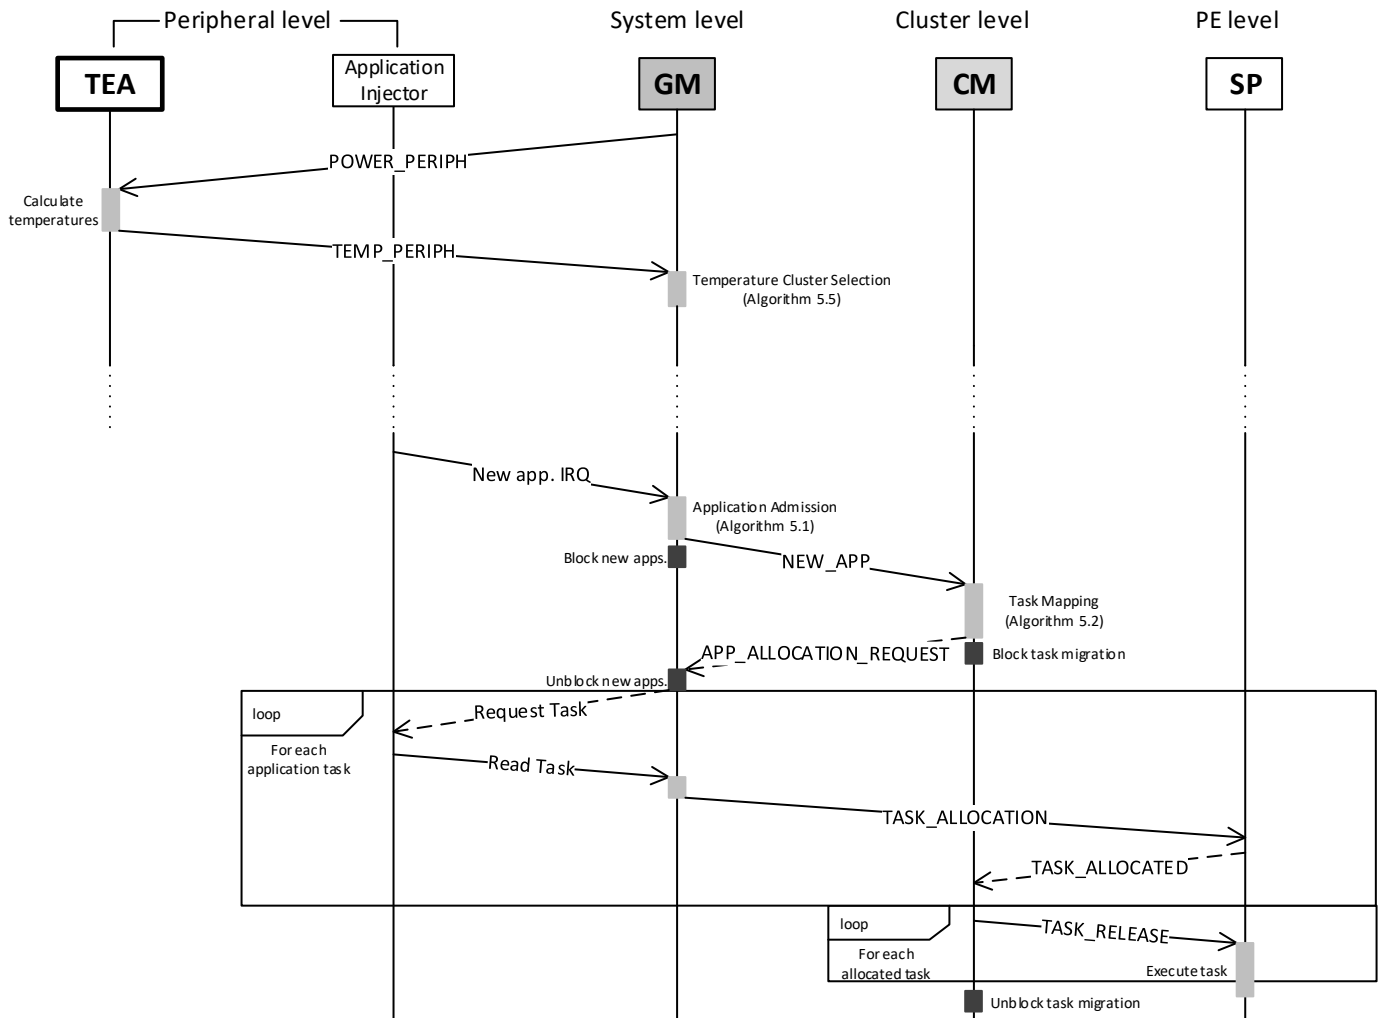 Peripheral level
System level
Cluster level
PE level
TEA
Application
Injector
GM
CM
SP
POWER_PERIPH
Calculate
temperatures
TEMP_PERIPH
Temperature Cluster Selection
(Algorithm 5.5)
New app. IRQ
Application Admission
(Algorithm 5.1)
Block new apps.
NEW_APP
Task Mapping
(Algorithm 5.2)
APP_ALLOCATION_REQUEST
Block task migration
Unblock new apps.
loop
Request Task
For each
application task
Read Task
TASK_ALLOCATION
TASK_ALLOCATED
loop
TASK_RELEASE
For each
allocated task
Execute task
Unblock task migration